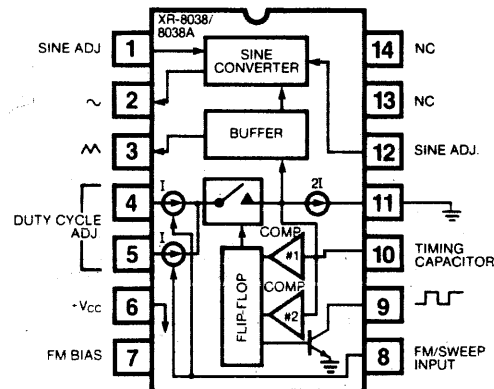 XR-8038/
8038A
SINE ADJ
1
14
NC
SINE
CONVERTER
2
13
NC
BUFFER
3
12
SINE ADJ.
4
I
2I
11
DUTY CYCLE
ADJ.
COMP.
#1
5
I
10
TIMING
CAPACITOR
COMP
#2
FLIP-FLOP
+VCC
6
9
FM BIAS
7
8
FM/SWEEP
INPUT